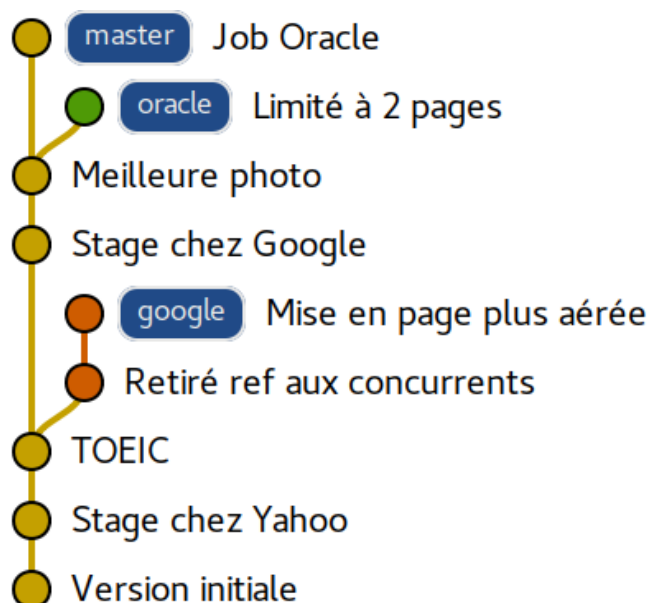 master Job Oracle
oracle Limité à 2 pages
Meilleure photo
Stage chez Google
google Mise en page plus aérée
Retiré ref aux concurrents
TOEIC
Stage chez Yahoo
Version initiale